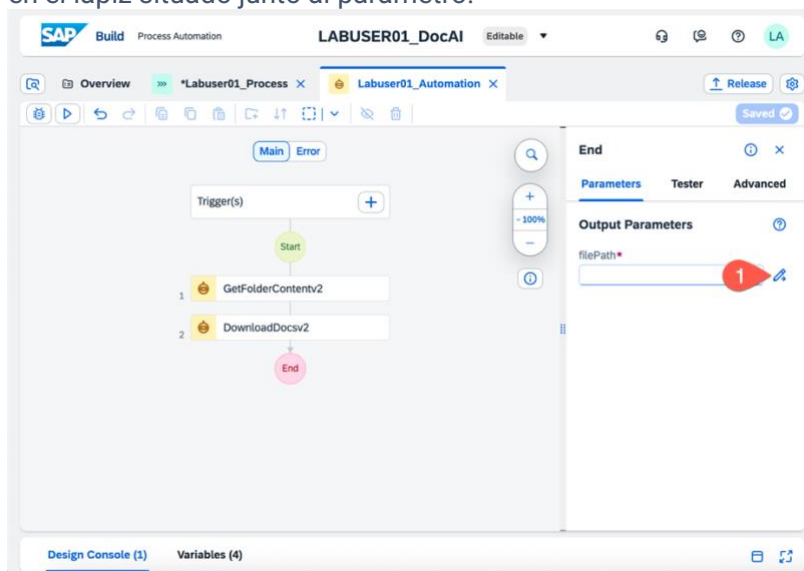 en el lápiz situado junto al parámetro.
SAP Build Process Automation LABUSER01_DocAI Editable LA
Overview *Labuser01_Process Labuser01_Automation Release
Saved
Main Error
Trigger(s)
Start
1 GetFolderContentv2
2 DownloadDocsv2
End
+
- 100%
−
End
Parameters Tester Advanced
Output Parameters
filePath*
1
Design Console (1) Variables (4)